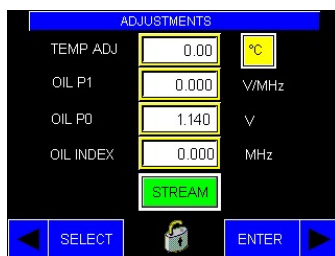 ADJUSTMENTS
TEMP ADJ 0.00 °C
OIL P1 0.000 V/MHz
OIL P0 1.140 V
OIL INDEX 0.000 MHz
STREAM
SELECT ENTER